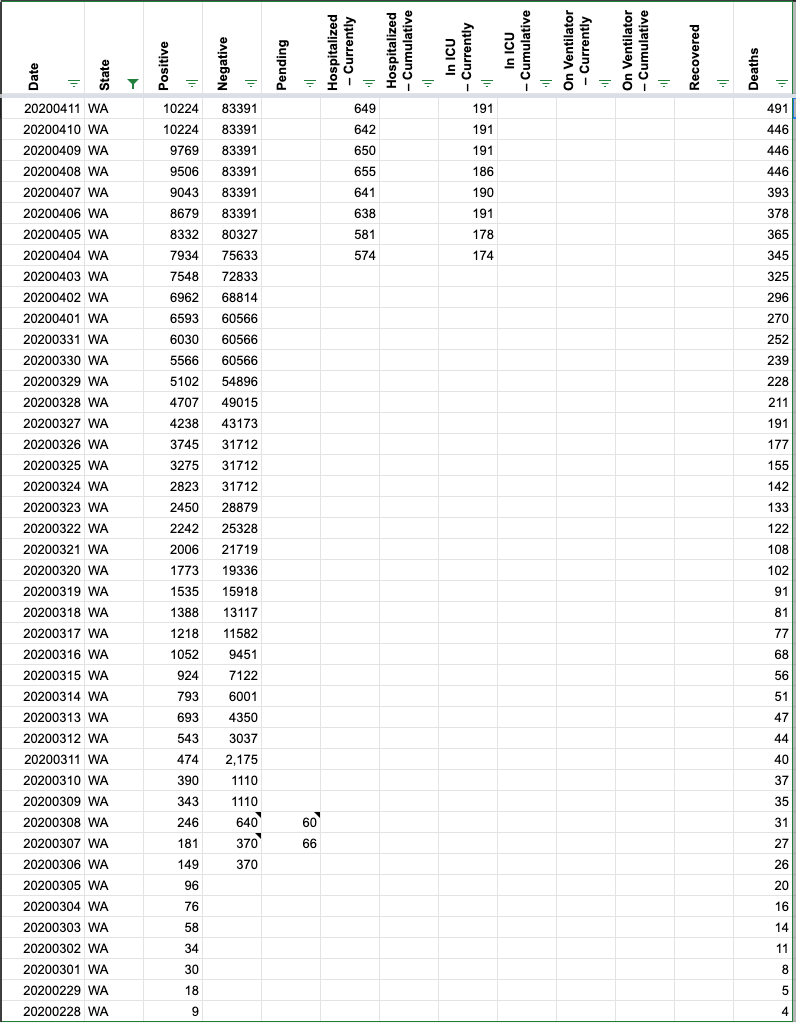 Date State Positive Negative Pending Hospitalized – Currently Hospitalized – Cumulative In ICU – Currently In ICU – Cumulative On Ventilator – Currently On Ventilator – Cumulative Recovered Deaths
20200411 WA 10224 83391 649 191 491
20200410 WA 10224 83391 642 191 446
20200409 WA 9769 83391 650 191 446
20200408 WA 9506 83391 655 186 446
20200407 WA 9043 83391 641 190 393
20200406 WA 8679 83391 638 191 378
20200405 WA 8332 80327 581 178 365
20200404 WA 7934 75633 574 174 345
20200403 WA 7548 72833 325
20200402 WA 6962 68814 296
20200401 WA 6593 60566 270
20200331 WA 6030 60566 252
20200330 WA 5566 60566 239
20200329 WA 5102 54896 228
20200328 WA 4707 49015 211
20200327 WA 4238 43173 191
20200326 WA 3745 31712 177
20200325 WA 3275 31712 155
20200324 WA 2823 31712 142
20200323 WA 2450 28879 133
20200322 WA 2242 25328 122
20200321 WA 2006 21719 108
20200320 WA 1773 19336 102
20200319 WA 1535 15918 91
20200318 WA 1388 13117 81
20200317 WA 1218 11582 77
20200316 WA 1052 9451 68
20200315 WA 924 7122 56
20200314 WA 793 6001 51
20200313 WA 693 4350 47
20200312 WA 543 3037 44
20200311 WA 474 2,175 40
20200310 WA 390 1110 37
20200309 WA 343 1110 35
20200308 WA 246 640 60 31
20200307 WA 181 370 66 27
20200306 WA 149 370 26
20200305 WA 96 20
20200304 WA 76 16
20200303 WA 58 14
20200302 WA 34 11
20200301 WA 30 8
20200229 WA 18 5
20200228 WA 9 4